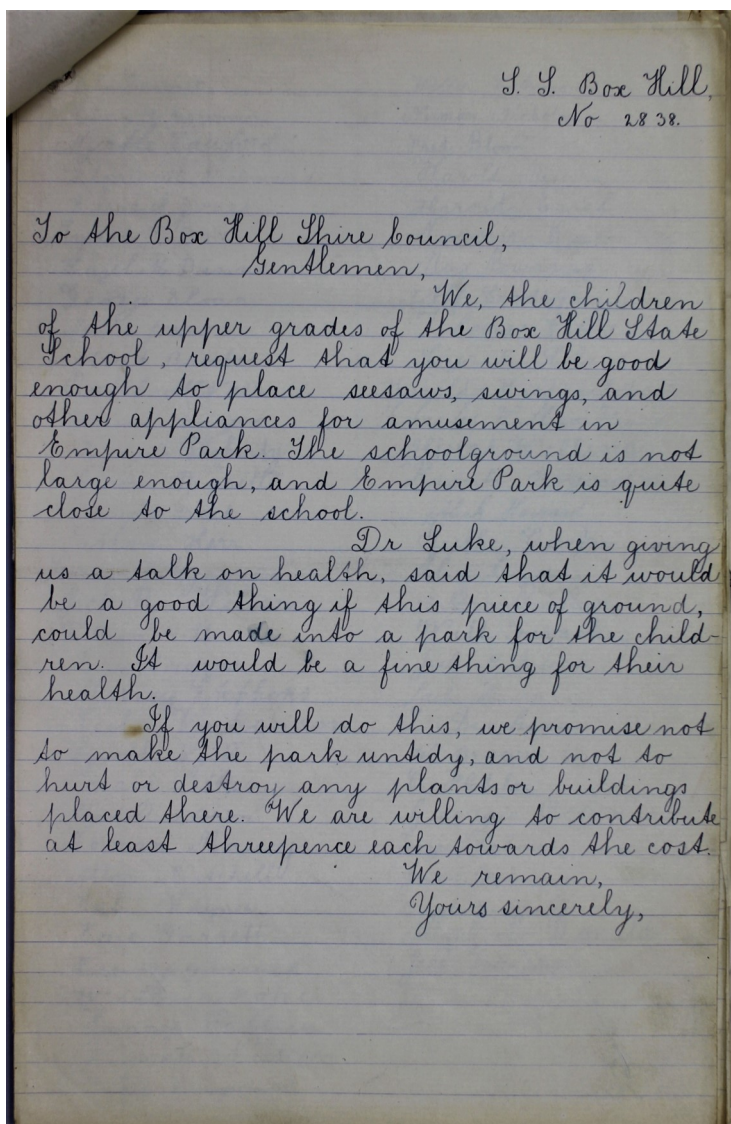 S. S. Box Hill,
No 2838.
To the Box Hill Shire Council,
Gentlemen,
We, the children
of the upper grades of the Box Hill State
School, request that you will be good
enough to place seesaws, swings, and
other appliances for amusement in
Empire Park. The schoolground is not
large enough, and Empire Park is quite
close to the school.
Dr Luke, when giving
us a talk on health, said that it would
be a good thing if this piece of ground,
could be made into a park for the child-
ren. It would be a fine thing for their
health.
If you will do this, we promise not
to make the park untidy, and not to
hurt or destroy any plants or buildings
placed there. We are willing to contribute
at least threepence each towards the cost.
We remain,
Yours sincerely,